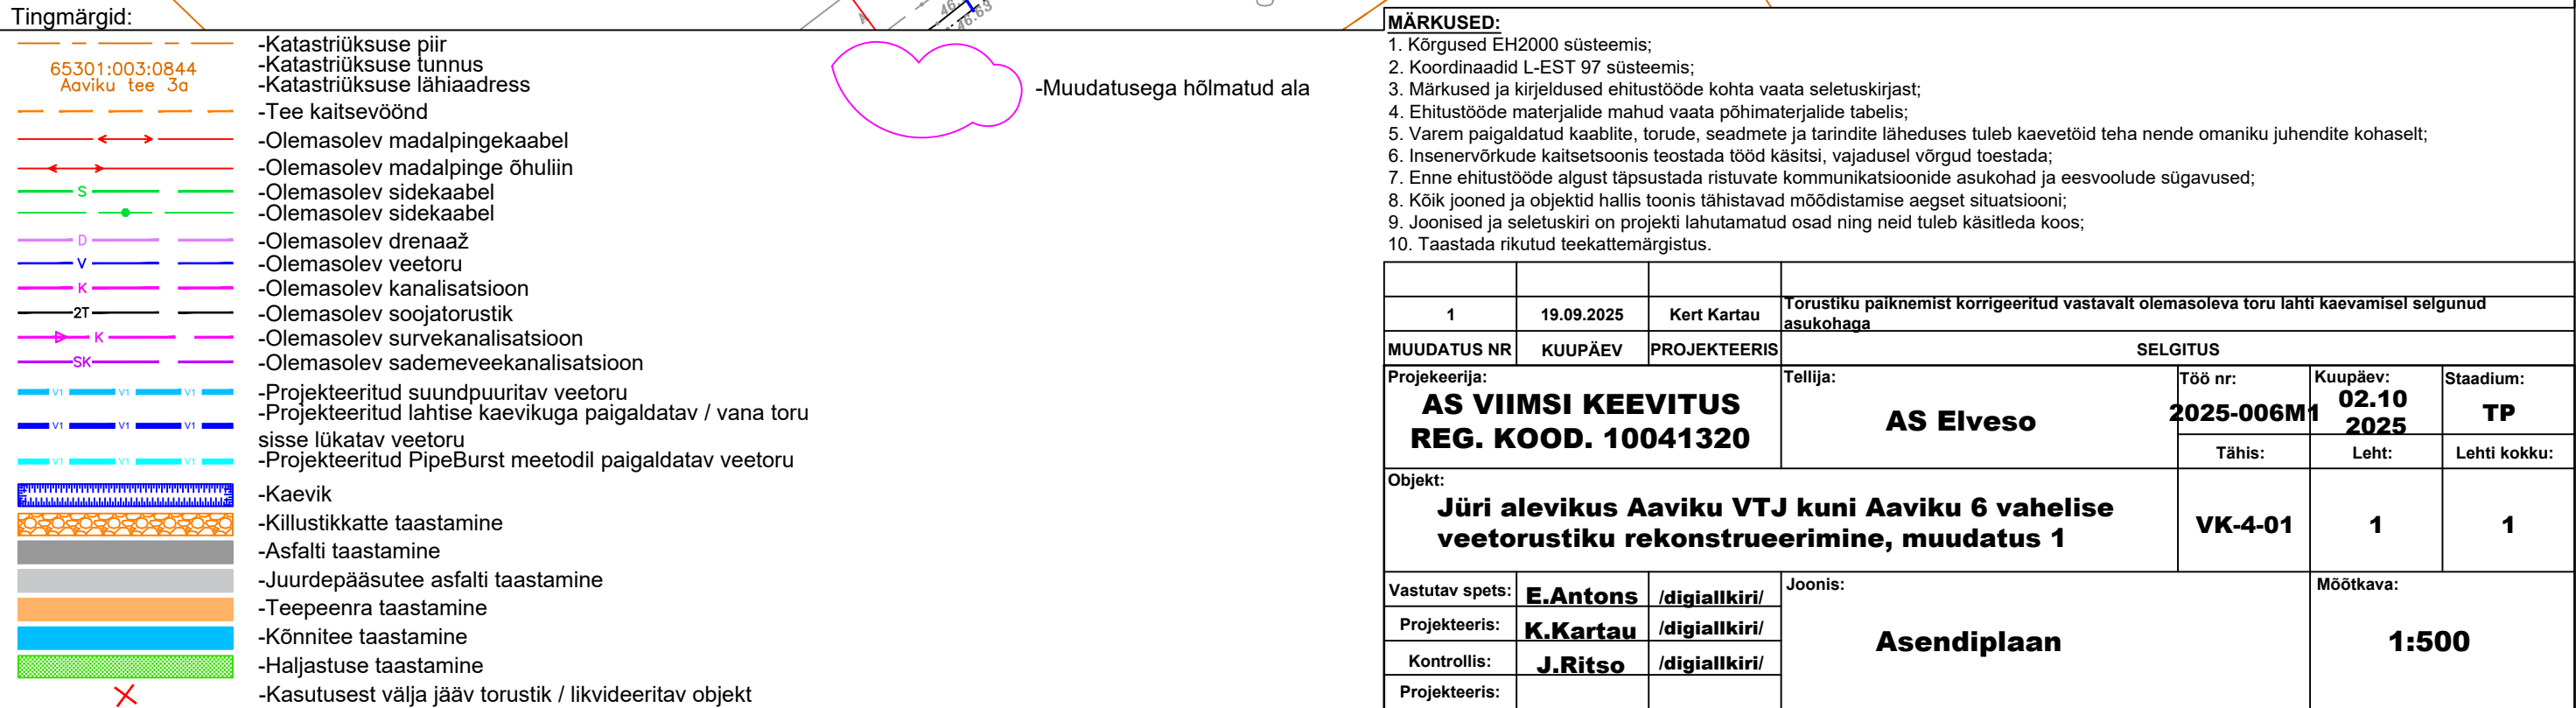 Tingmärgid:
46.63
-Katastriüksuse piir
65301:003:0844
-Katastriüksuse tunnus
Aaviku tee 3a
-Katastriüksuse lähiaadress
-Tee kaitsevöönd
-Olemasolev madalpingekaabel
-Olemasolev madalpinge õhuliin
S
-Olemasolev sidekaabel
-Olemasolev sidekaabel
D
-Olemasolev drenaaž
V
-Olemasolev veetoru
K
-Olemasolev kanalisatsioon
2T
-Olemasolev soojatorustik
K
-Olemasolev survekanalisatsioon
SK
-Olemasolev sademeveekanalisatsioon
V1 V1 V1
-Projekteeritud suundpuuritav veetoru
-Projekteeritud lahtise kaevikuga paigaldatav / vana toru
V1 V1 V1
sisse lükatav veetoru
V1 V1 V1
-Projekteeritud PipeBurst meetodil paigaldatav veetoru
-Kaevik
-Killustikkatte taastamine
-Asfalti taastamine
-Juurdepääsutee asfalti taastamine
-Teepeenra taastamine
-Kõnnitee taastamine
-Haljastuse taastamine
-Kasutusest välja jääv torustik / likvideeritav objekt
-Muudatusega hõlmatud ala
MÄRKUSED:
1. Kõrgused EH2000 süsteemis;
2. Koordinaadid L-EST 97 süsteemis;
3. Märkused ja kirjeldused ehitustööde kohta vaata seletuskirjast;
4. Ehitustööde materjalide mahud vaata põhimaterjalide tabelis;
5. Varem paigaldatud kaablite, torude, seadmete ja tarindite läheduses tuleb kaevetöid teha nende omaniku juhendite kohaselt;
6. Insenervõrkude kaitsetsoonis teostada tööd käsitsi, vajadusel võrgud toestada;
7. Enne ehitustööde algust täpsustada ristuvate kommunikatsioonide asukohad ja eesvoolude sügavused;
8. Kõik jooned ja objektid hallis toonis tähistavad mõõdistamise aegset situatsiooni;
9. Joonised ja seletuskiri on projekti lahutamatud osad ning neid tuleb käsitleda koos;
10. Taastada rikutud teekattemärgistus.
1 19.09.2025 Kert Kartau Torustiku paiknemist korrigeeritud vastavalt olemasoleva toru lahti kaevamisel selgunud
asukohaga
MUUDATUS NR KUUPÄEV PROJEKTEERIS SELGITUS
Projekeerija: Tellija: Töö nr: Kuupäev: Staadium:
AS VIIMSI KEEVITUS
REG. KOOD. 10041320
AS Elveso
2025-006M1
02.10
2025
TP
Tähis: Leht: Lehti kokku:
Objekt:
Jüri alevikus Aaviku VTJ kuni Aaviku 6 vahelise
veetorustiku rekonstrueerimine, muudatus 1
VK-4-01 1 1
Vastutav spets: E.Antons /digiallkiri/
Projekteeris: K.Kartau /digiallkiri/
Kontrollis: J.Ritso /digiallkiri/
Projekteeris:
Joonis:
Asendiplaan
Mõõtkava:
1:500